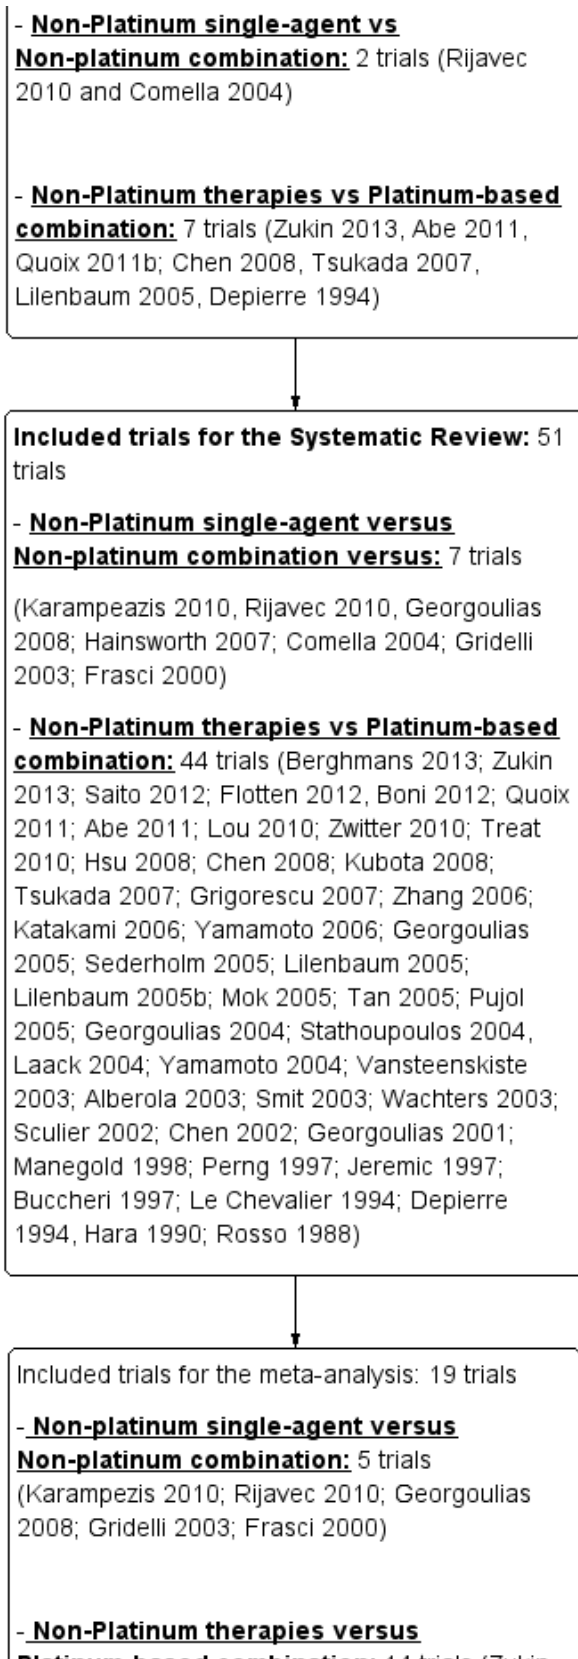 - Non-Platinum single-agent vs
Non-platinum combination: 2 trials (Rijavec
2010 and Comella 2004)
- Non-Platinum therapies vs Platinum-based
combination: 7 trials (Zukin 2013, Abe 2011,
Quoix 2011b; Chen 2008, Tsukada 2007,
Lilenbaum 2005, Depierre 1994)
Included trials for the Systematic Review: 51
trials
- Non-Platinum single-agent versus
Non-platinum combination versus: 7 trials
(Karampeazis 2010, Rijavec 2010, Georgoulias
2008; Hainsworth 2007; Comella 2004; Gridelli
2003; Frasci 2000)
- Non-Platinum therapies vs Platinum-based
combination: 44 trials (Berghmans 2013; Zukin
2013; Saito 2012; Flotten 2012, Boni 2012; Quoix
2011; Abe 2011; Lou 2010; Zwitter 2010; Treat
2010; Hsu 2008; Chen 2008; Kubota 2008;
Tsukada 2007; Grigorescu 2007; Zhang 2006;
Katakami 2006; Yamamoto 2006; Georgoulias
2005; Sederholm 2005; Lilenbaum 2005;
Lilenbaum 2005b; Mok 2005; Tan 2005; Pujol
2005; Georgoulias 2004; Stathoupoulos 2004,
Laack 2004; Yamamoto 2004; Vansteenskiste
2003; Alberola 2003; Smit 2003; Wachters 2003;
Sculier 2002; Chen 2002; Georgoulias 2001;
Manegold 1998; Perng 1997; Jeremic 1997;
Buccheri 1997; Le Chevalier 1994; Depierre
1994, Hara 1990; Rosso 1988)
Included trials for the meta-analysis: 19 trials
- Non-platinum single-agent versus
Non-platinum combination: 5 trials
(Karampezis 2010; Rijavec 2010; Georgoulias
2008; Gridelli 2003; Frasci 2000)
- Non-Platinum therapies versus
Platinum-based combination: 14 trials (Zukin